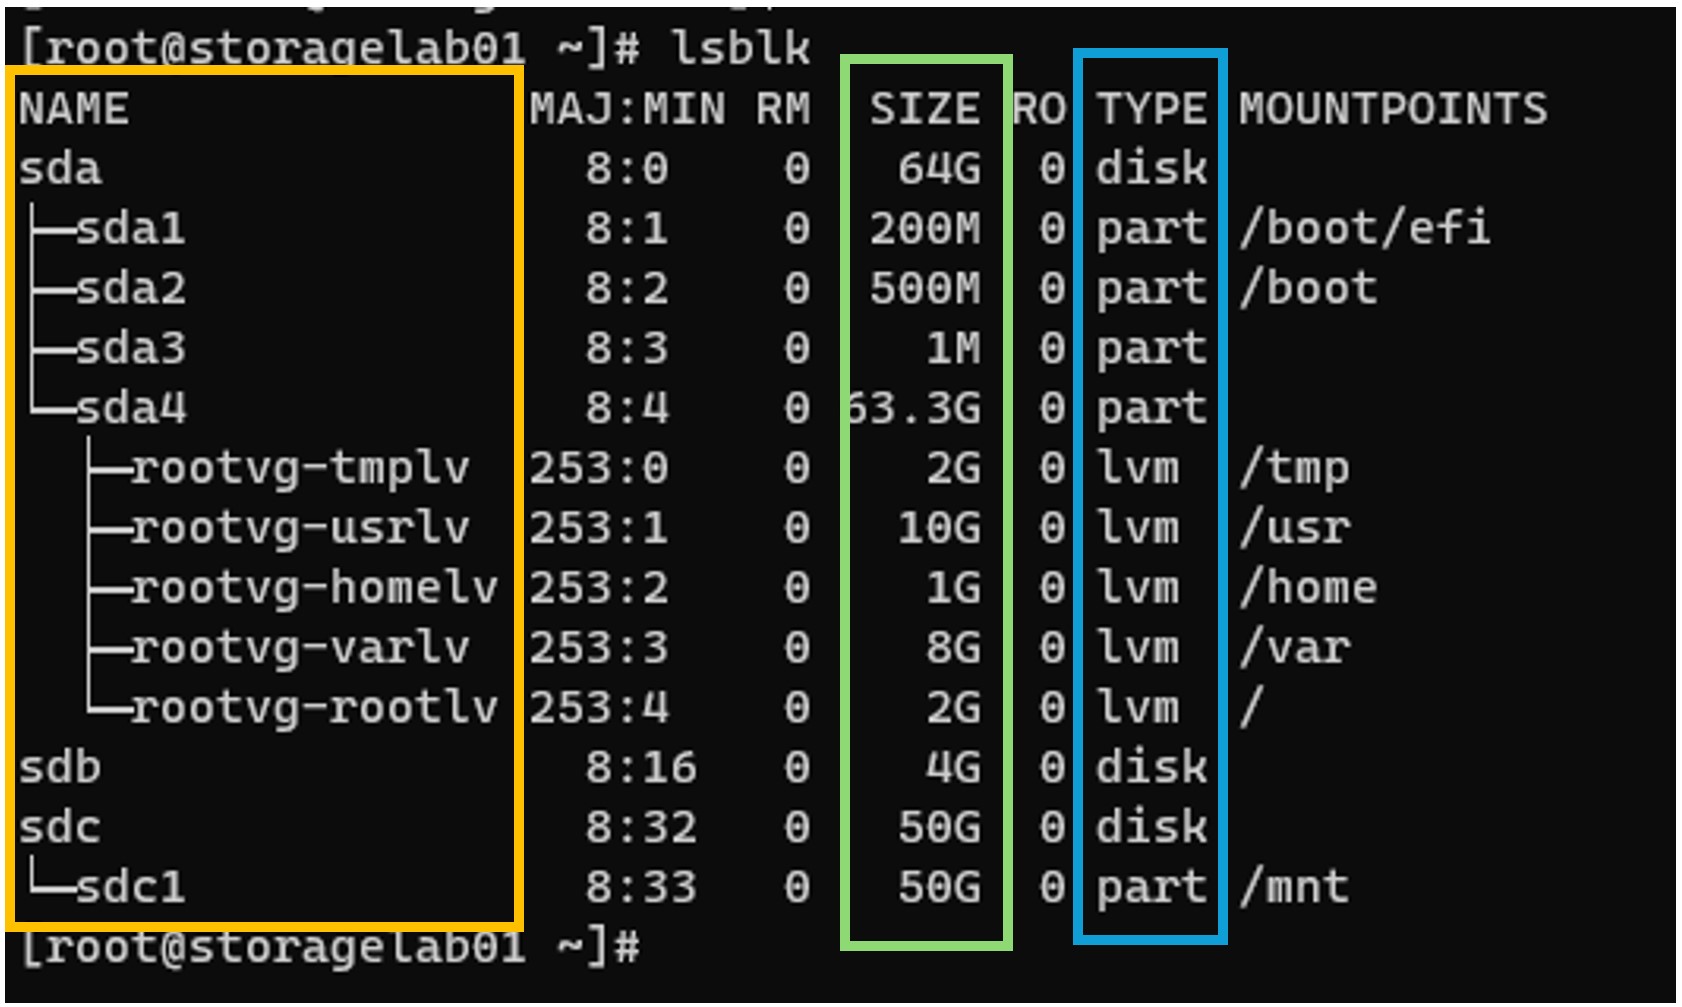 [root@storagelab01 ~]# lsblk
NAME MAJ:MIN RM SIZE RO TYPE MOUNTPOINTS
sda 8:0 0 64G 0 disk
├─sda1 8:1 0 200M 0 part /boot/efi
├─sda2 8:2 0 500M 0 part /boot
├─sda3 8:3 0 1M 0 part
└─sda4 8:4 0 63.3G 0 part
├─rootvg-tmplv 253:0 0 2G 0 lvm /tmp
├─rootvg-usrlv 253:1 0 10G 0 lvm /usr
├─rootvg-homelv 253:2 0 1G 0 lvm /home
├─rootvg-varlv 253:3 0 8G 0 lvm /var
└─rootvg-rootlv 253:4 0 2G 0 lvm /
sdb 8:16 0 4G 0 disk
sdc 8:32 0 50G 0 disk
└─sdc1 8:33 0 50G 0 part /mnt
[root@storagelab01 ~]#